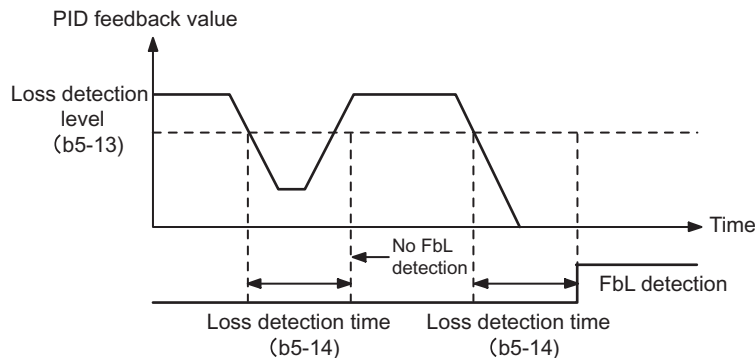 PID feedback value
Loss detection
level
(b5-13)
Time
No FbL
detection
FbL detection
Loss detection time
(b5-14)
Loss detection time
(b5-14)